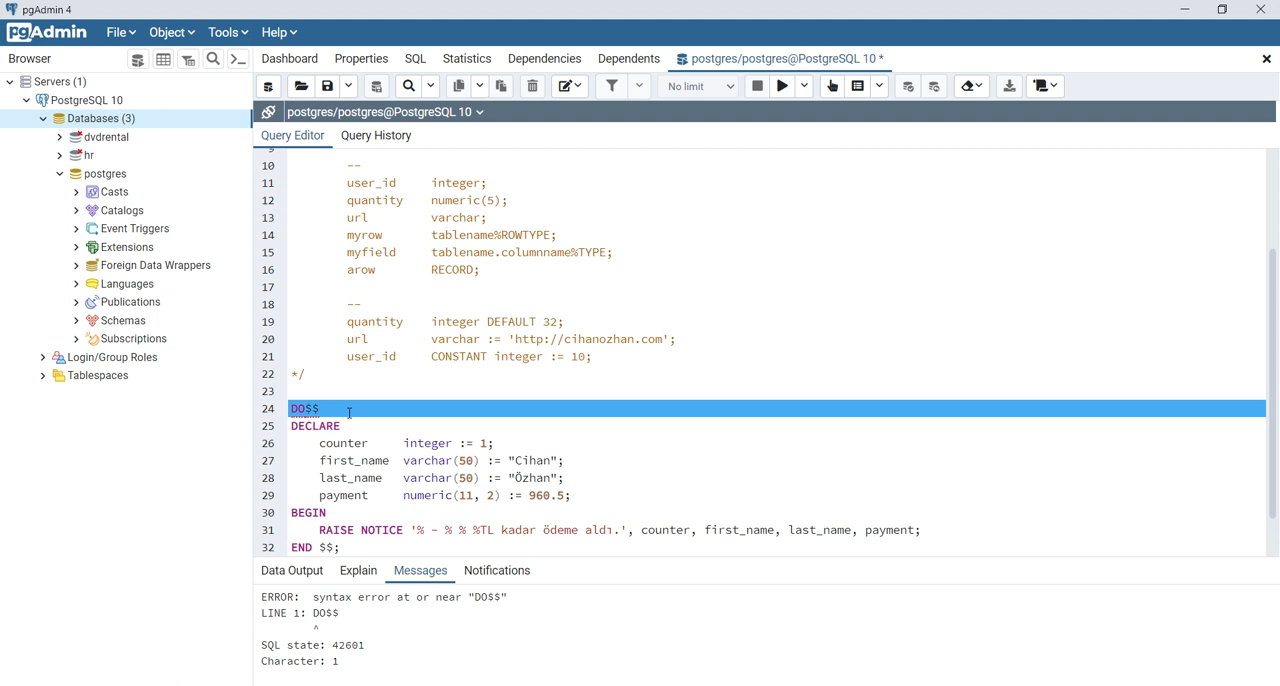 pgAdmin 4
pgAdmin File Object Tools Help
Browser
Dashboard Properties SQL Statistics Dependencies Dependents postgres/postgres@PostgreSQL 10 *
Servers (1)
PostgreSQL 10
Databases (3)
dvdrental
hr
postgres
Casts
Catalogs
Event Triggers
Extensions
Foreign Data Wrappers
Languages
Publications
Schemas
Subscriptions
Login/Group Roles
Tablespaces
No limit
postgres/postgres@PostgreSQL 10
Query Editor Query History
9
10 --
11 user_id integer;
12 quantity numeric(5);
13 url varchar;
14 myrow tablename%ROWTYPE;
15 myfield tablename.columnname%TYPE;
16 arow RECORD;
17
18 --
19 quantity integer DEFAULT 32;
20 url varchar := 'http://cihanozhan.com';
21 user_id CONSTANT integer := 10;
22 */
23
24 DO$$
25 DECLARE
26 counter integer := 1;
27 first_name varchar(50) := "Cihan";
28 last_name varchar(50) := "Özhan";
29 payment numeric(11, 2) := 960.5;
30 BEGIN
31 RAISE NOTICE '% - % % %TL kadar ödeme aldı.', counter, first_name, last_name, payment;
32 END $$;
Data Output Explain Messages Notifications
ERROR: syntax error at or near "DO$$"
LINE 1: DO$$
^
SQL state: 42601
Character: 1